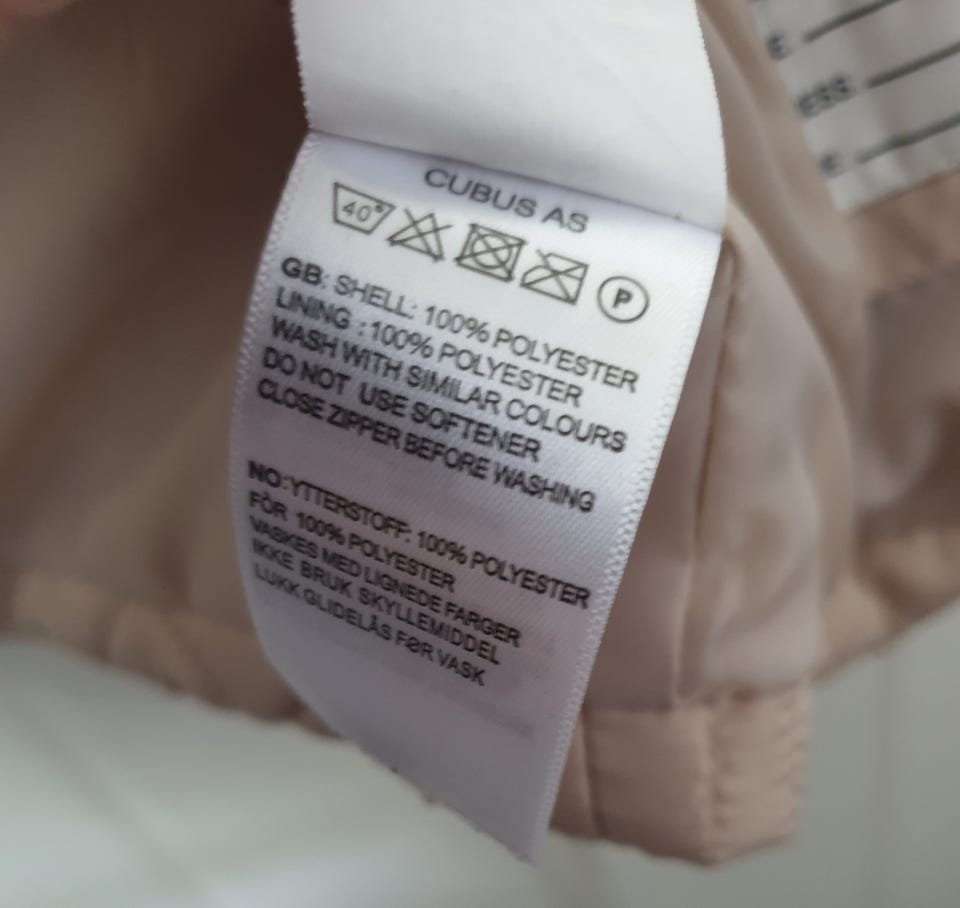 CUBUS AS
40°
P
GB: SHELL: 100% POLYESTER
LINING : 100% POLYESTER
WASH WITH SIMILAR COLOURS
DO NOT USE SOFTENER
CLOSE ZIPPER BEFORE WASHING
NO: YTTERSTOFF: 100% POLYESTER
FÒR 100% POLYESTER
VASKES MED LIGNEDE FARGER
IKKE BRUK SKYLLEMIDDEL
LUKK GLIDELÅS FØR VASK